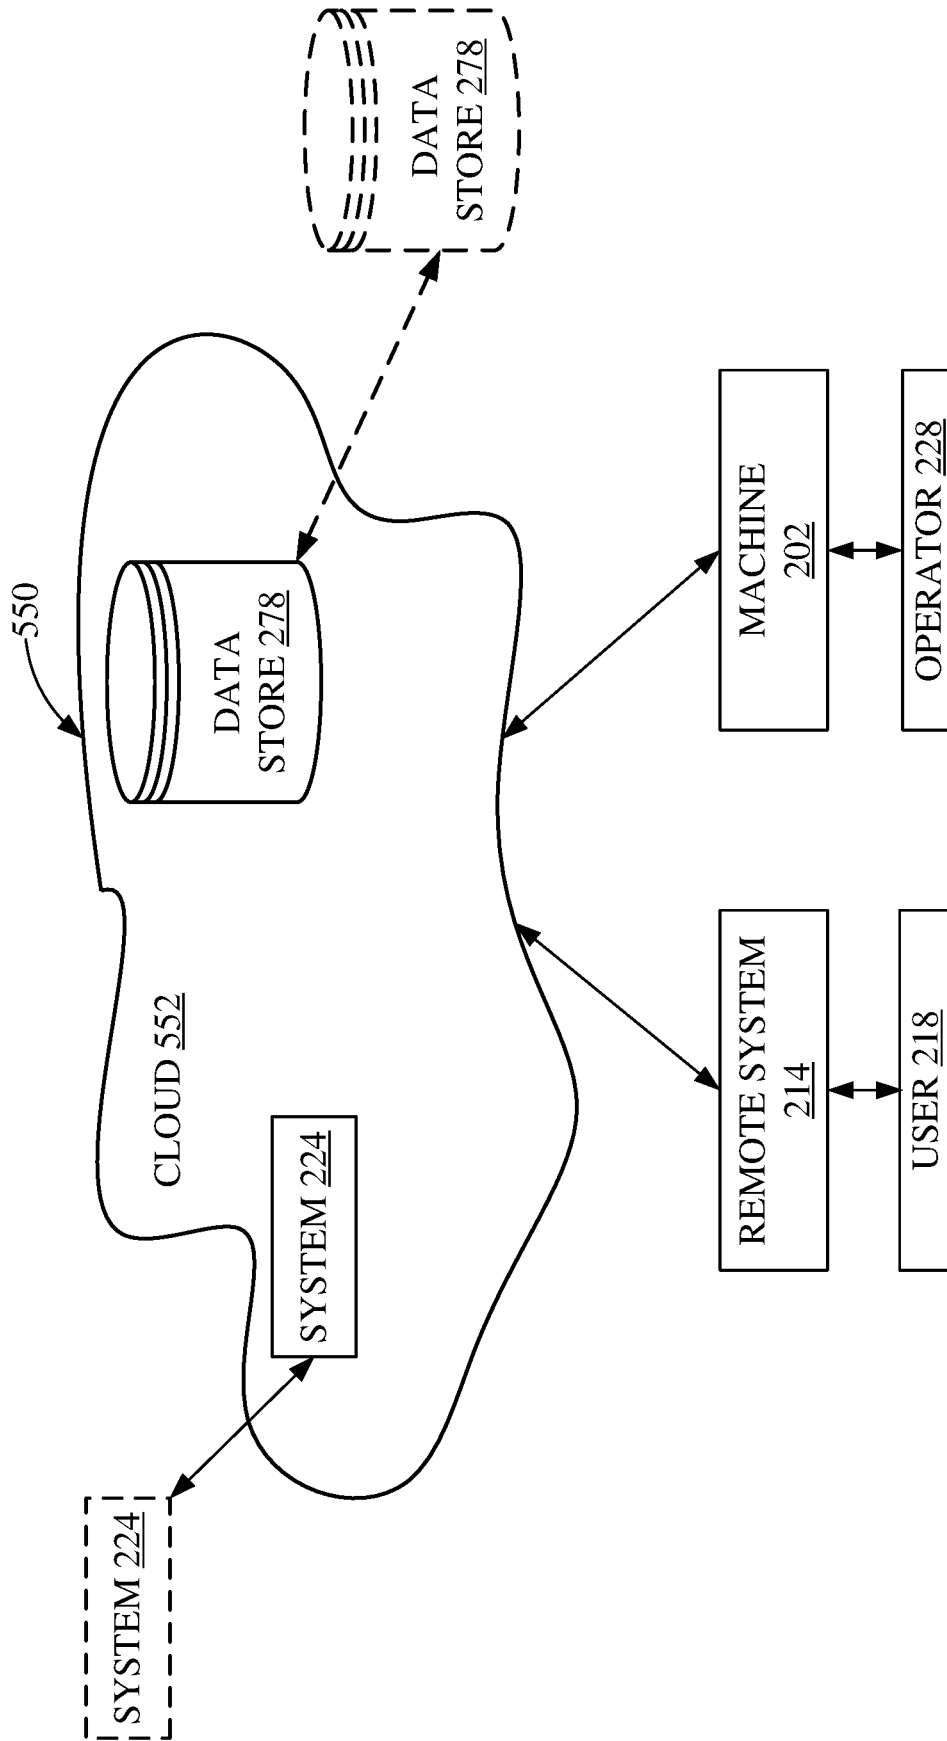 SYSTEM 224
CLOUD 552
550
SYSTEM 224
DATA
STORE 278
DATA
STORE 278
REMOTE SYSTEM
214
MACHINE
202
USER 218
OPERATOR 228